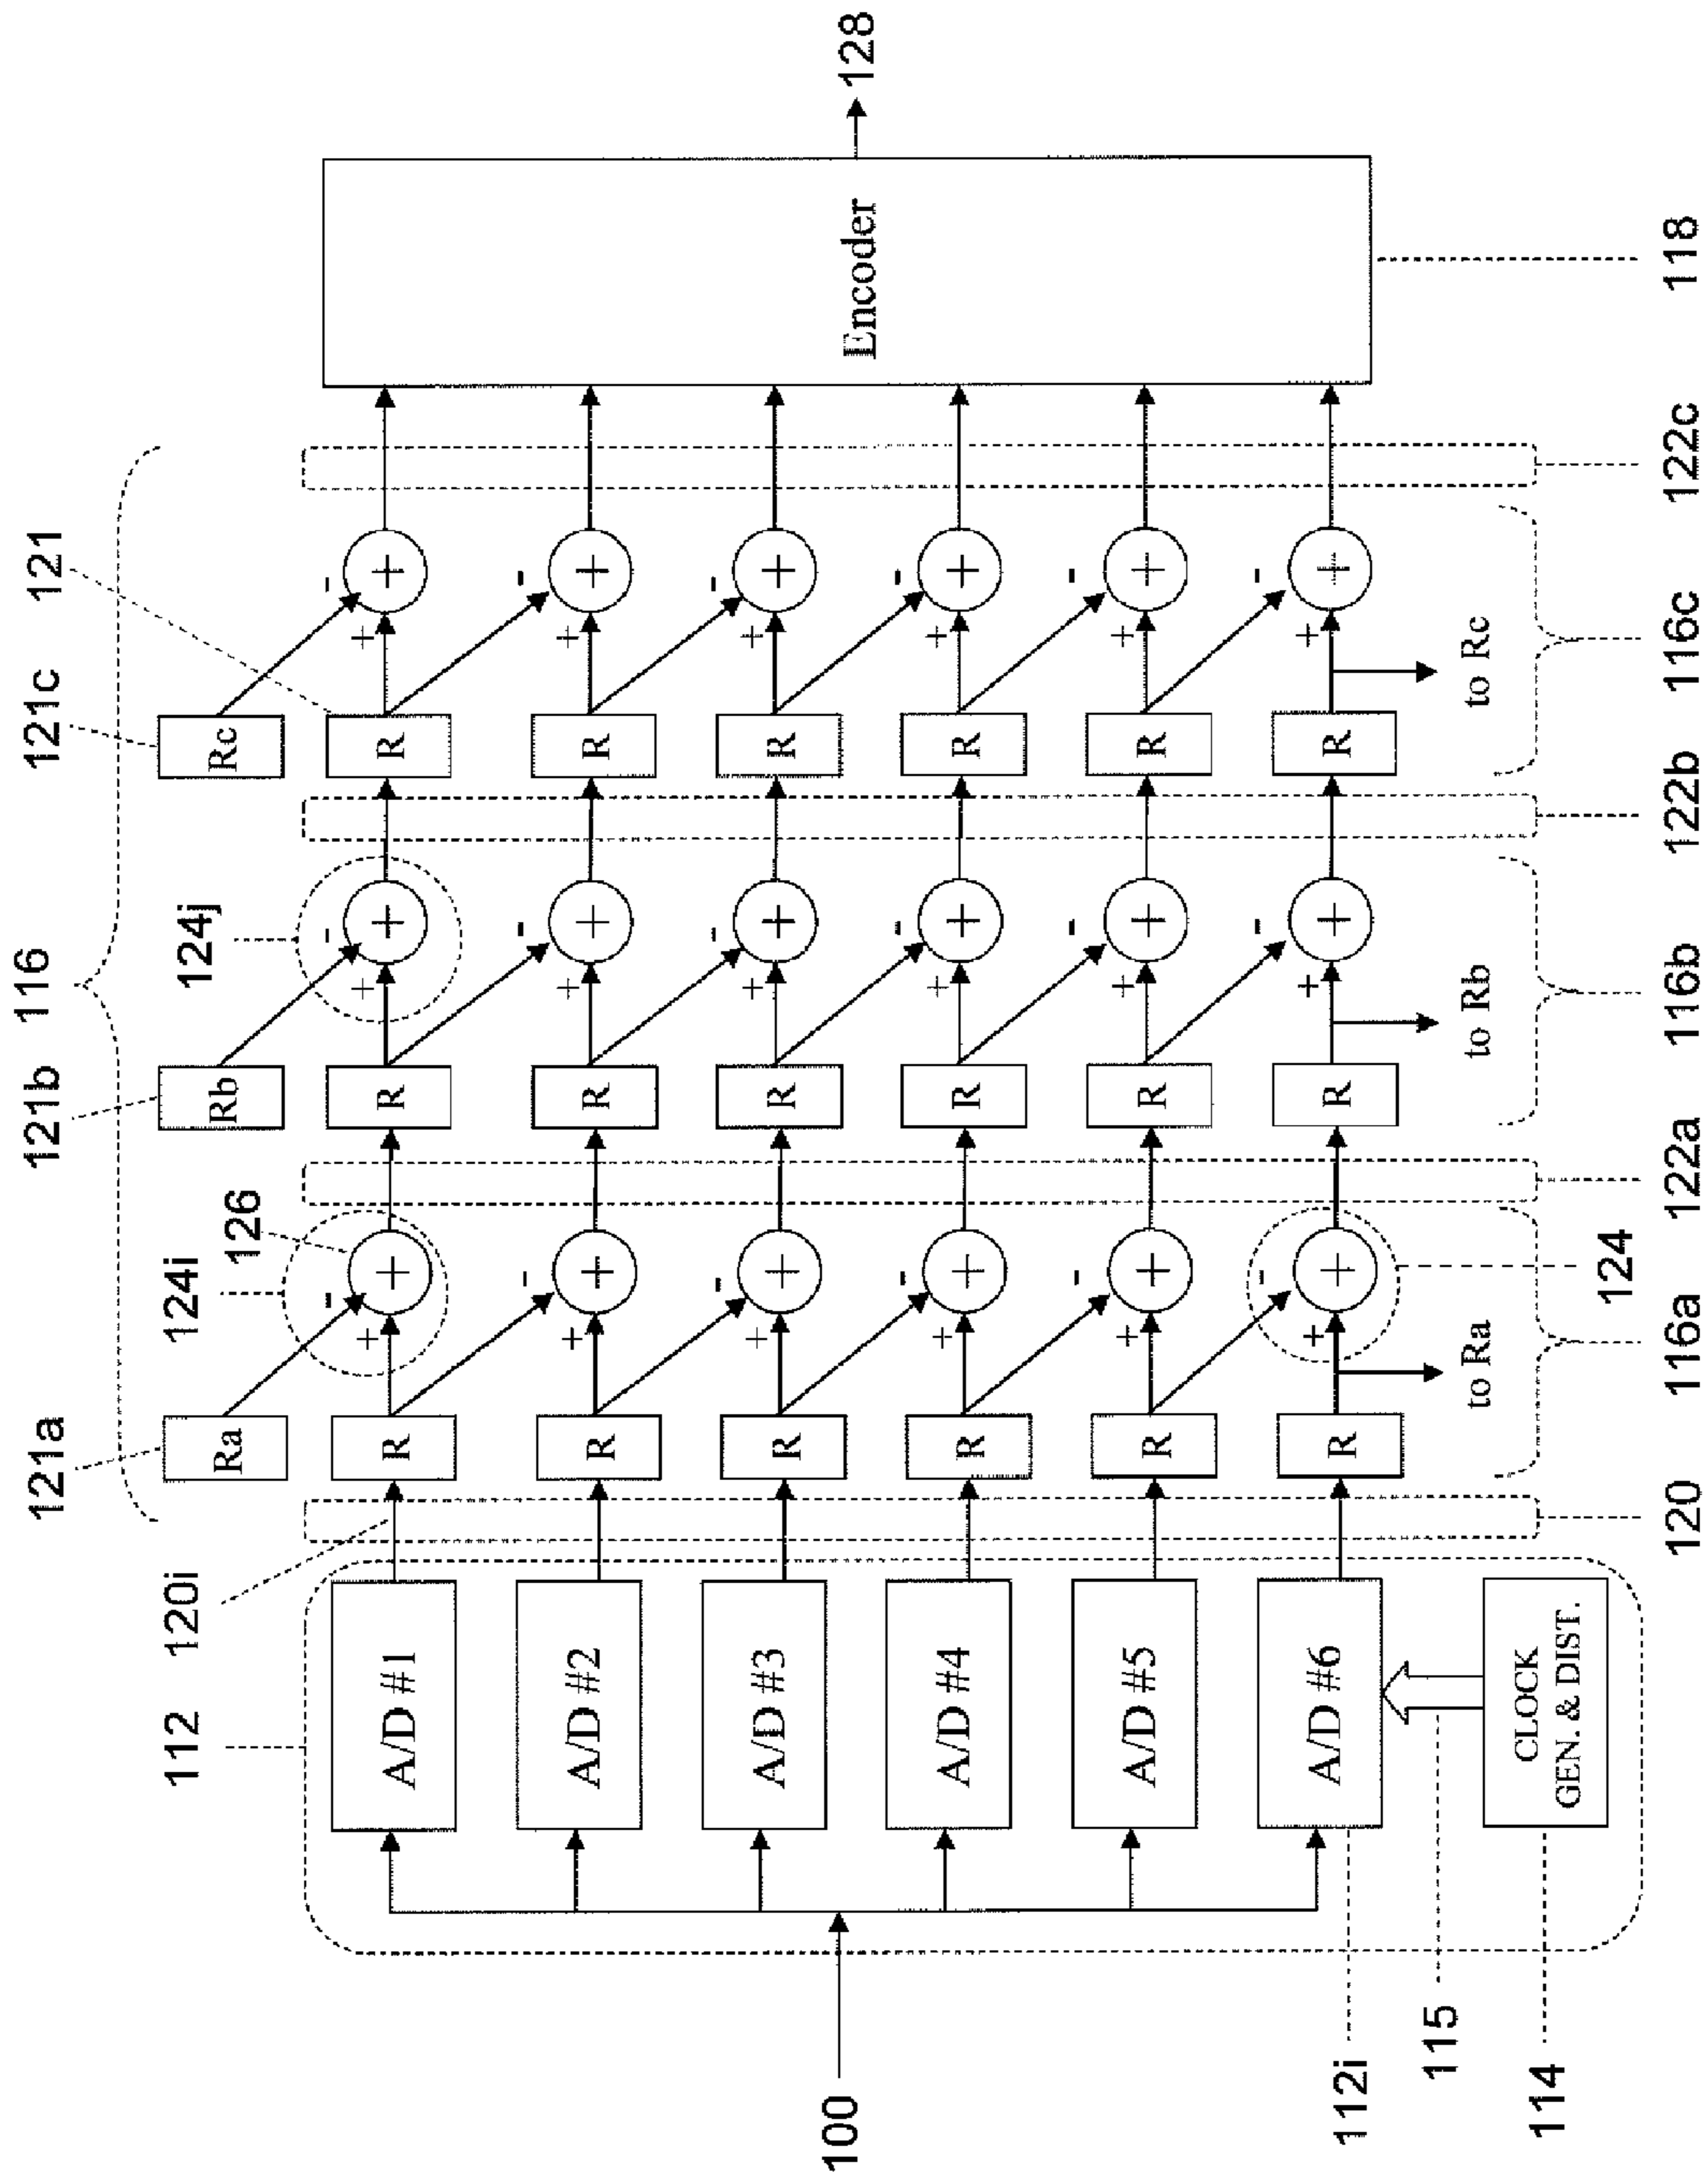 116
121a
121b
121c
121
112
120i
124i
126
124j
Ra
Rb
Rc
A/D #1
R
+
-
+
R
+
-
+
R
+
-
+
A/D #2
R
+
-
+
R
+
-
+
R
+
-
+
A/D #3
R
+
-
+
R
+
-
+
R
+
-
+
A/D #4
R
+
-
+
R
+
-
+
R
+
-
+
A/D #5
R
+
-
+
R
+
-
+
R
+
-
+
A/D #6
R
+
-
+
R
+
-
+
R
+
-
+
Encoder
128
100
CLOCK
GEN. & DIST.
to Ra
to Rb
to Rc
112i
115
114
120
116a
124
122a
116b
122b
116c
122c
118